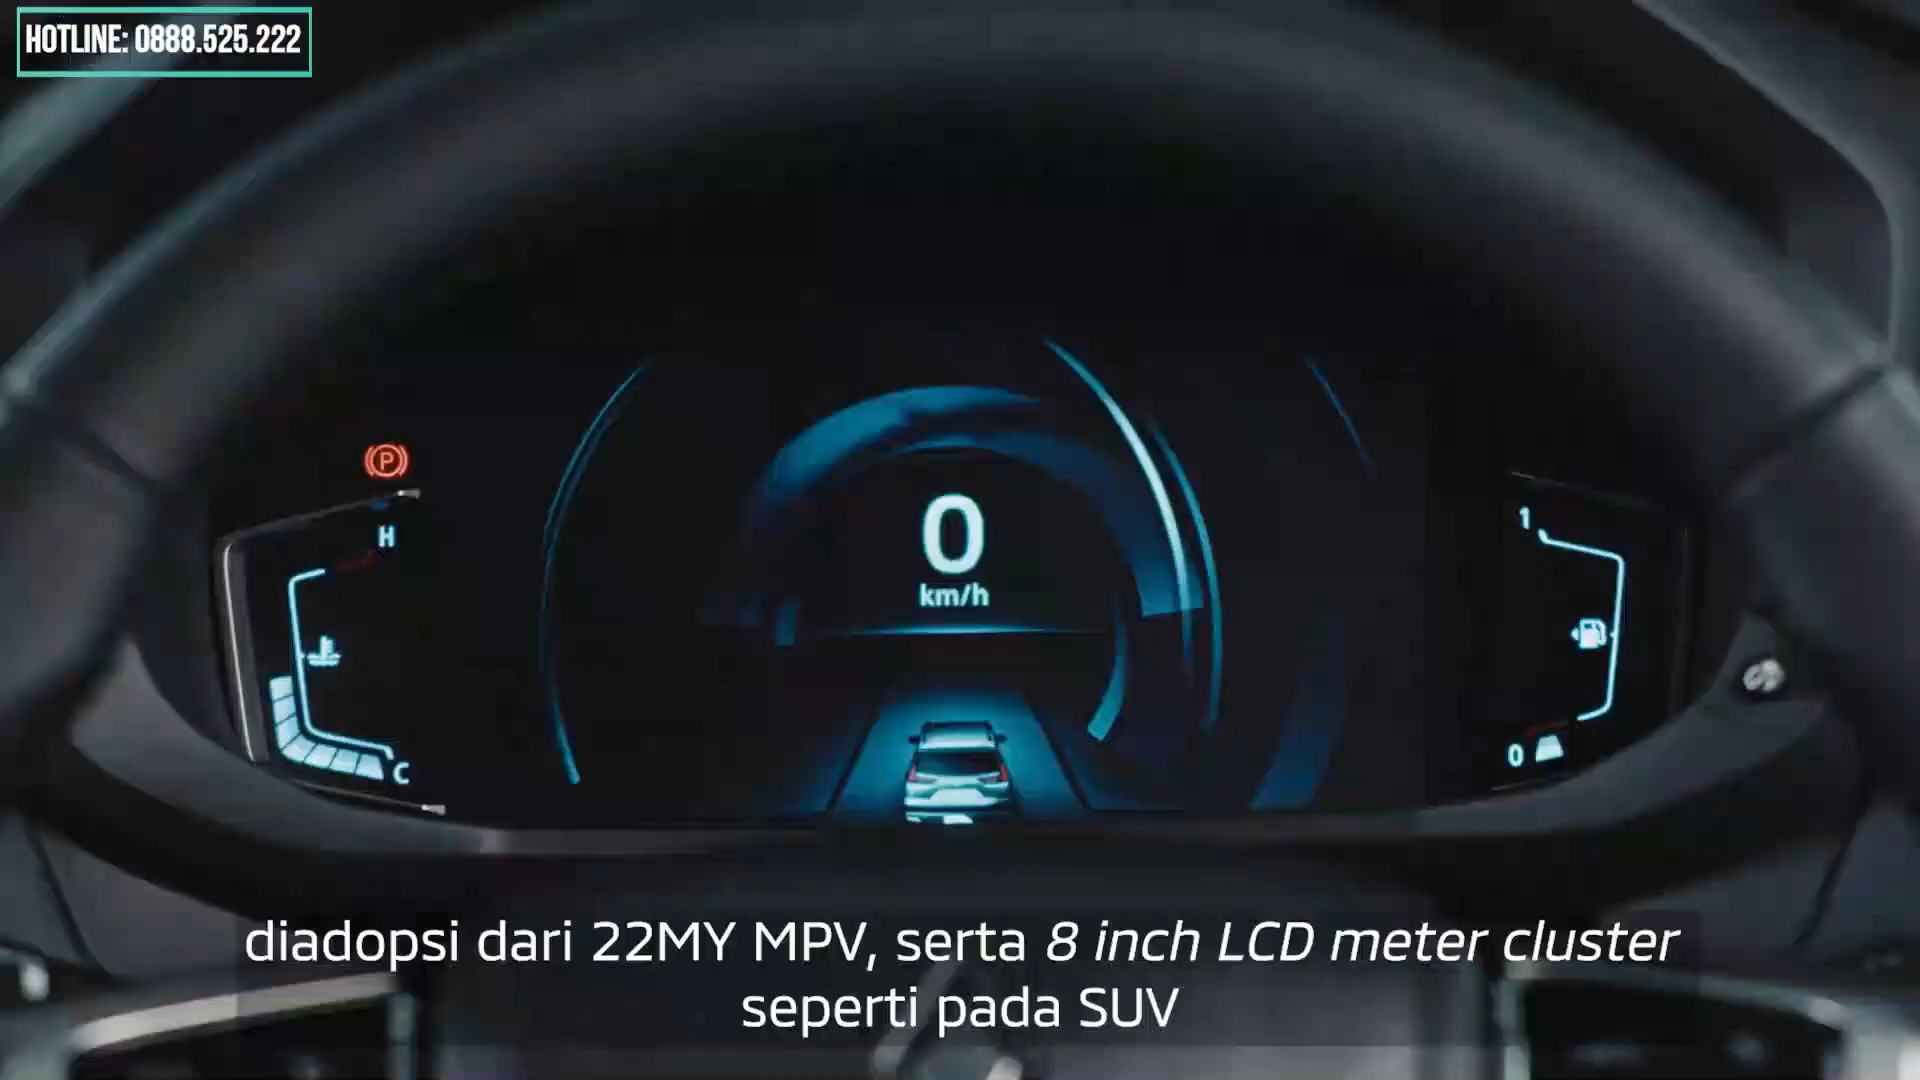 HOTLINE: 0888.525.222
P
H
C
0
km/h
1
0
diadopsi dari 22MY MPV, serta 8 inch LCD meter cluster
seperti pada SUV